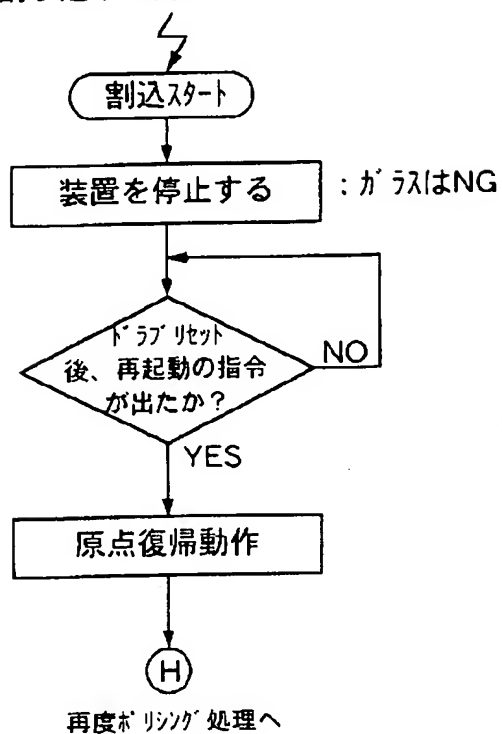 割込スタート
装置を停止する
:ガラスはNG
ドラブリセット
後、再起動の指令
が出たか?
NO
YES
原点復帰動作
H
再度ポリシング処理へ